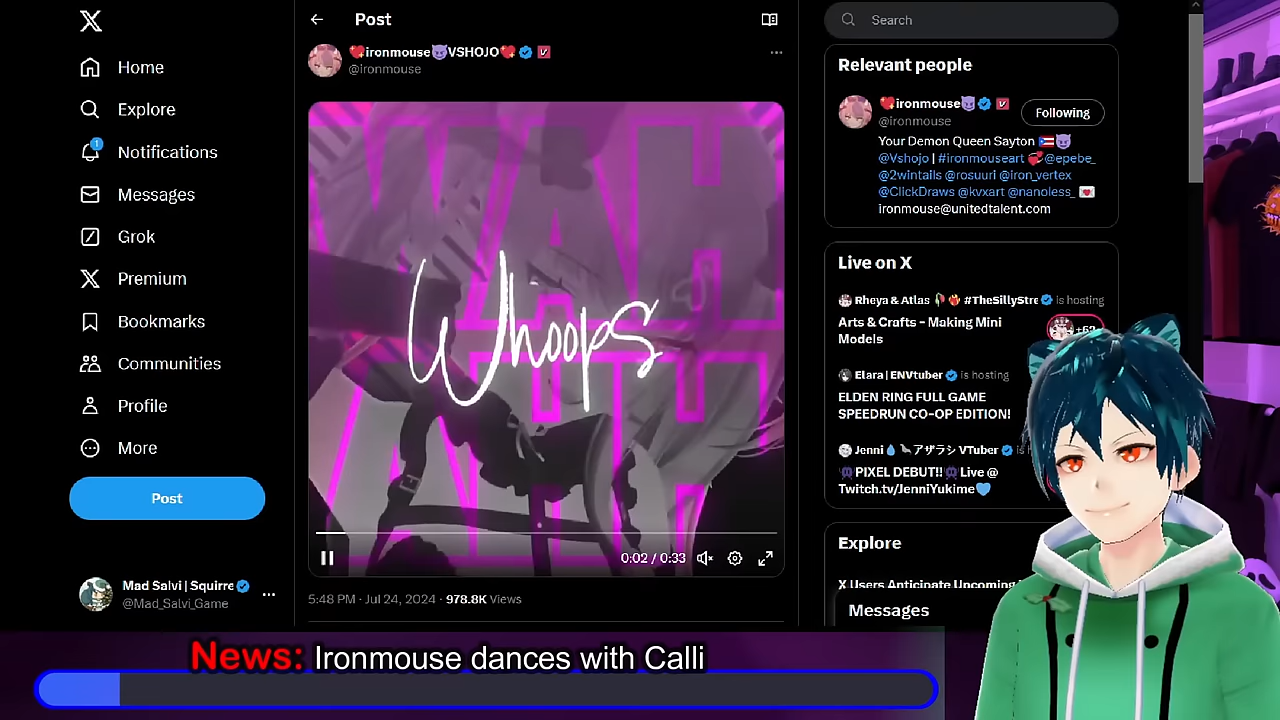 Home
Explore
1
Notifications
Messages
Grok
Premium
Bookmarks
Communities
Profile
More
Post
Mad Salvi | Squirre
@Mad_Salvi_Game
Post
ironmouse VSHOJO
@ironmouse
WAH
Whoops
AHH
0:02 / 0:33
5:48 PM · Jul 24, 2024 · 978.8K Views
Search
Relevant people
ironmouse
@ironmouse
Following
Your Demon Queen Sayton
@Vshojo | #ironmouseart @epebe_
@2wintails @rosuuri @iron_vertex
@ClickDraws @kvxart @nanoless_
ironmouse@unitedtalent.com
Live on X
Rheya & Atlas #TheSillyStre is hosting
Arts & Crafts - Making Mini
Models
Elara | ENVtuber is hosting
ELDEN RING FULL GAME
SPEEDRUN CO-OP EDITION!
Jenni アザラシ VTuber
PIXEL DEBUT!! Live @
Twitch.tv/JenniYukime
Explore
X Users Anticipate Upcoming
Messages
News: Ironmouse dances with Calli